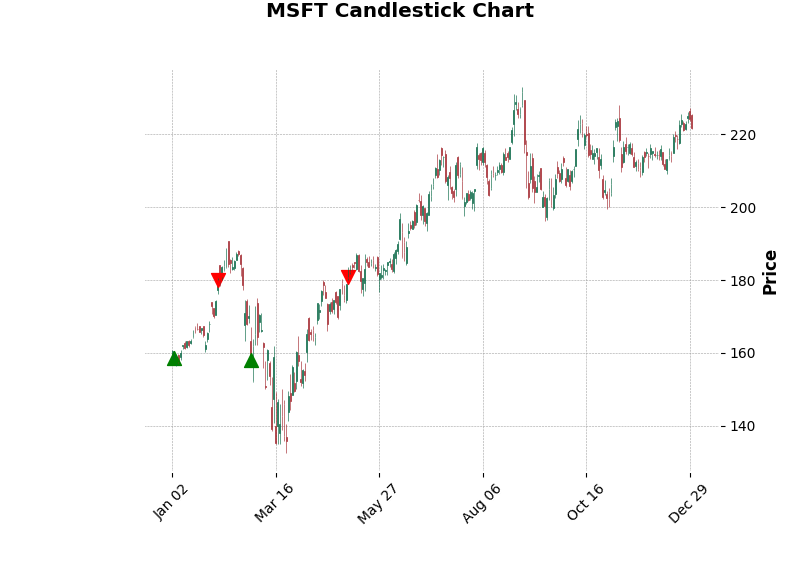 MSFT Candlestick Chart
220
200
180
160
140
Price
Jan 02
Mar 16
May 27
Aug 06
Oct 16
Dec 29